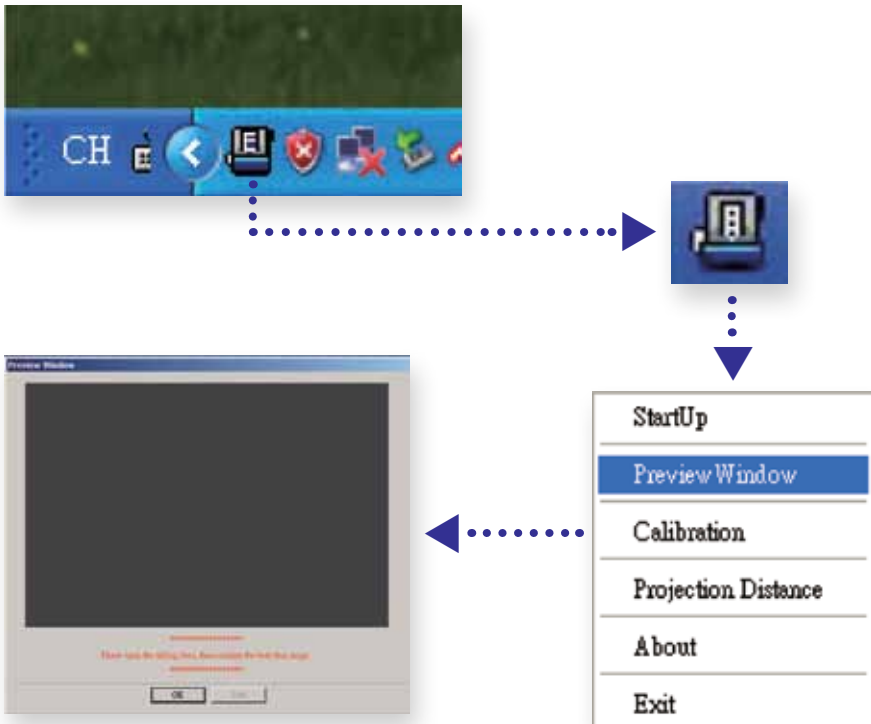 CH
E
StartUp
Preview Window
Calibration
Projection Distance
About
Exit
Preview Window
OK